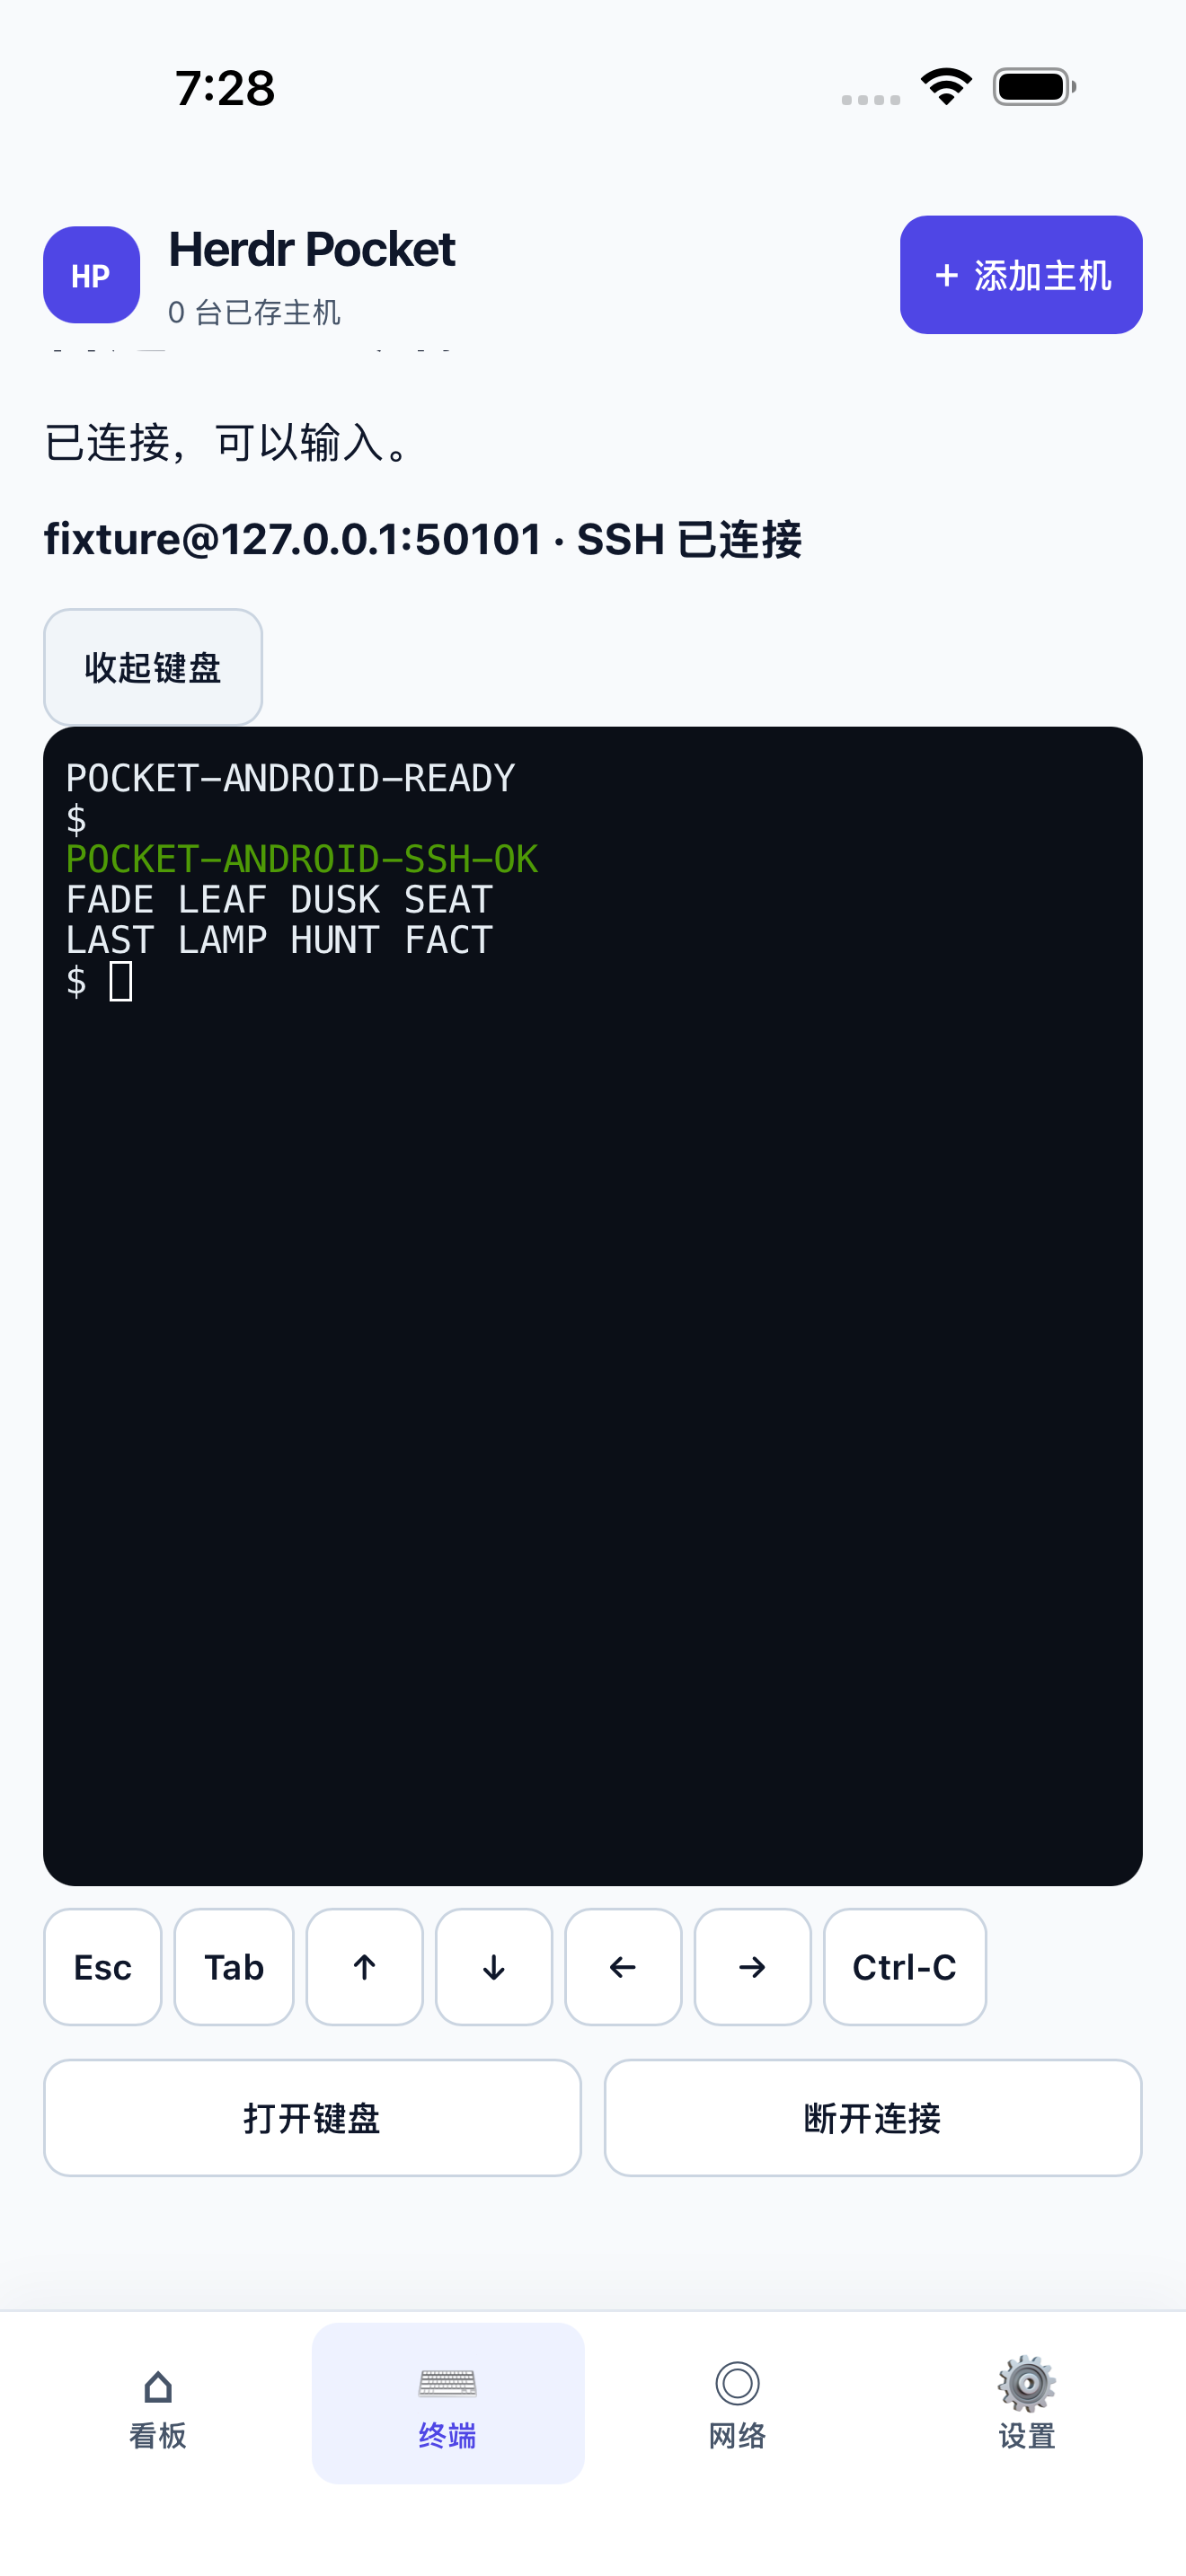 7:28
HP
Herdr Pocket
0 台已存主机
+ 添加主机
已连接，可以输入。
fixture@127.0.0.1:50101 · SSH 已连接
收起键盘
POCKET-ANDROID-READY
$
POCKET-ANDROID-SSH-OK
FADE LEAF DUSK SEAT
LAST LAMP HUNT FACT
$
Esc Tab ↑ ↓ ← → Ctrl-C
打开键盘 断开连接
看板 终端 网络 设置